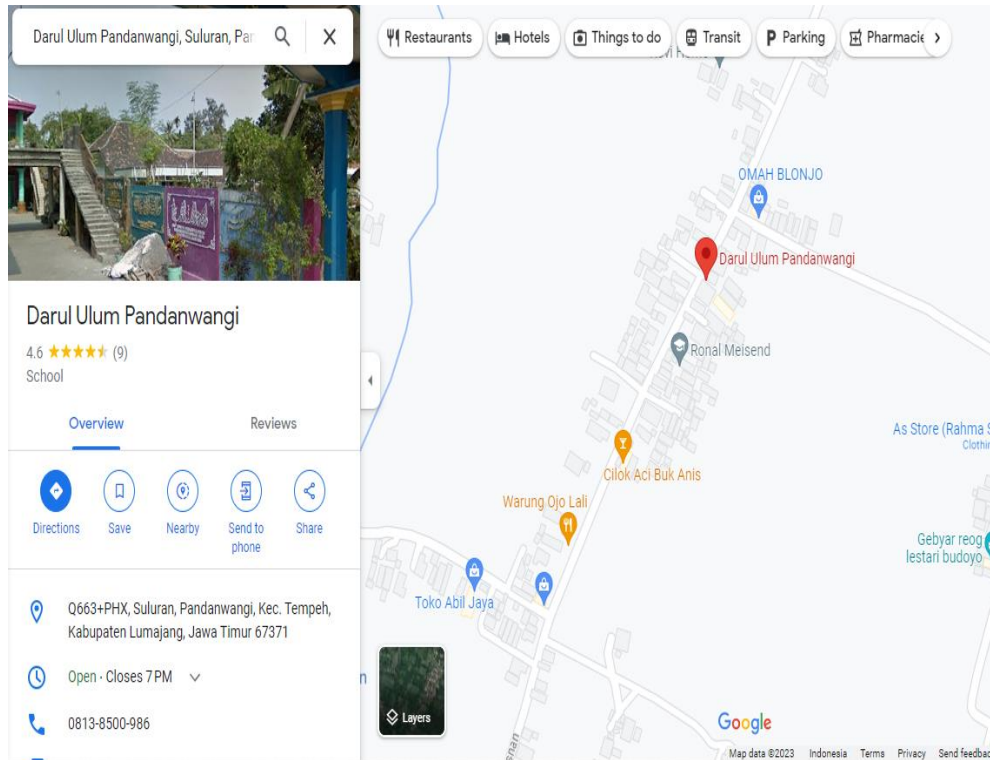 Darul Ulum Pandanwangi, Suluran, Par
Restaurants
Hotels
Things to do
Transit
Parking
Pharmacie
OMAH BLONJO
Darul Ulum Pandanwangi
Ronal Meisend
As Store (Rahma S
Clothin
Cilok Aci Buk Anis
Warung Ojo Lali
Gebyar reog
lestari budoyo
Toko Abil Jaya
Darul Ulum Pandanwangi
4.6 ★★★★★ (9)
School
Overview
Reviews
Directions
Save
Nearby
Send to
phone
Share
Q663+PHX, Suluran, Pandanwangi, Kec. Tempeh,
Kabupaten Lumajang, Jawa Timur 67371
Open · Closes 7 PM
0813-8500-986
Layers
Google
Map data ©2023 Indonesia Terms Privacy Send feedbac